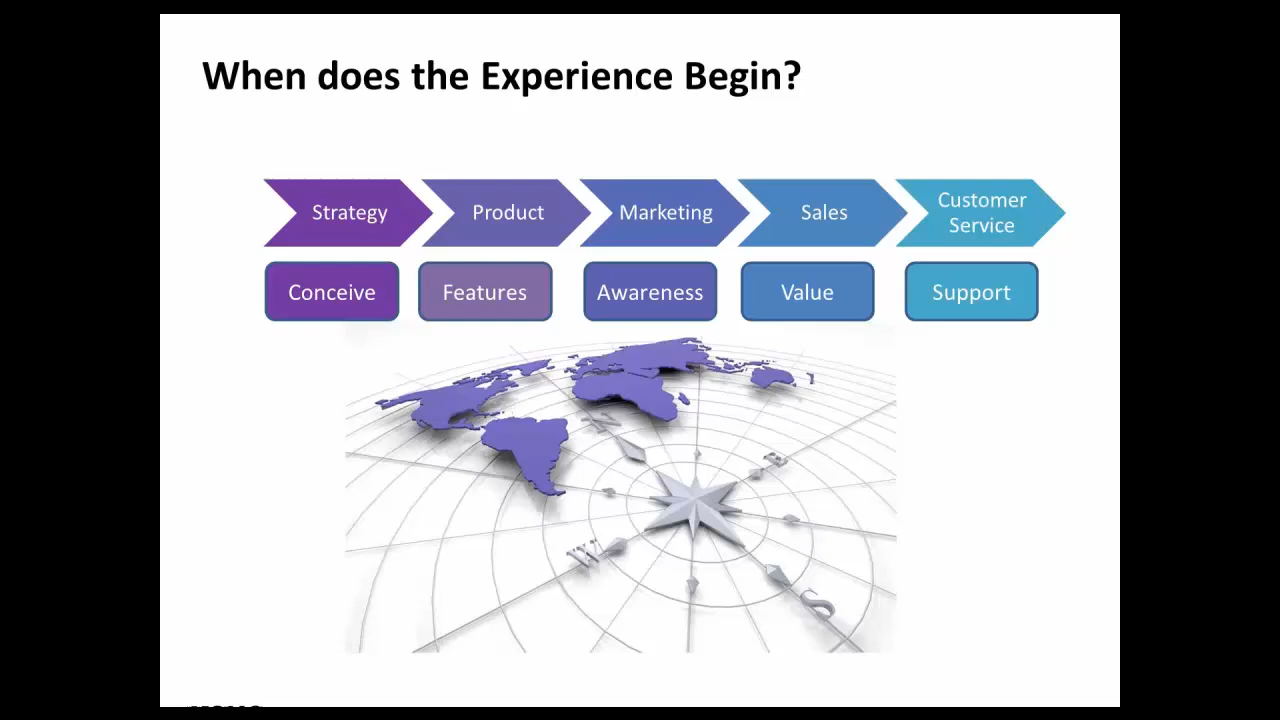 When does the Experience Begin?
Strategy
Product
Marketing
Sales
Customer
Service
Conceive
Features
Awareness
Value
Support
N
E
W
S